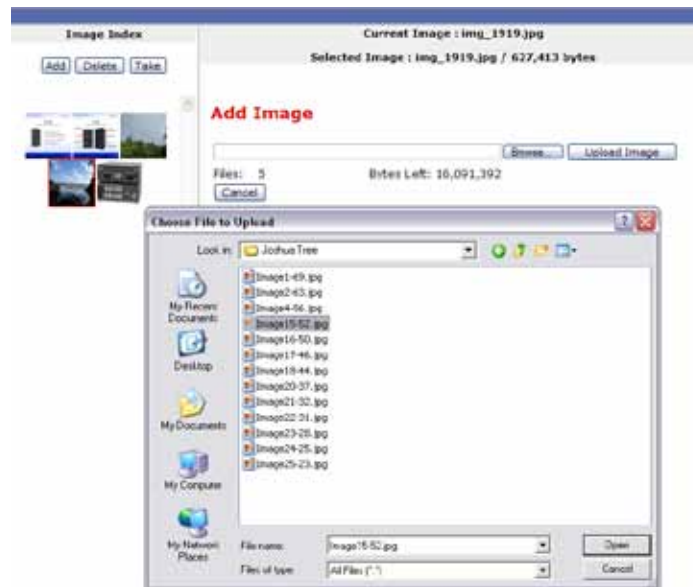 Image Index
Current Image : img_1919.jpg
Selected Image : img_1919.jpg / 627,413 bytes
Add Delete Take
Add Image
Browse... Upload Image
Files: 5 Bytes Left: 16,091,392
Cancel
Choose File to Upload
Look in: Joshua Tree
My Recent Documents
Desktop
My Documents
My Computer
My Network Places
Image1-69.jpg
Image2-63.jpg
Image4-56.jpg
Image15-52.jpg
Image16-50.jpg
Image17-46.jpg
Image18-44.jpg
Image20-37.jpg
Image21-32.jpg
Image22-31.jpg
Image23-28.jpg
Image24-25.jpg
Image25-23.jpg
File name: Image15-52.jpg Open
Files of type: All Files (*.*) Cancel